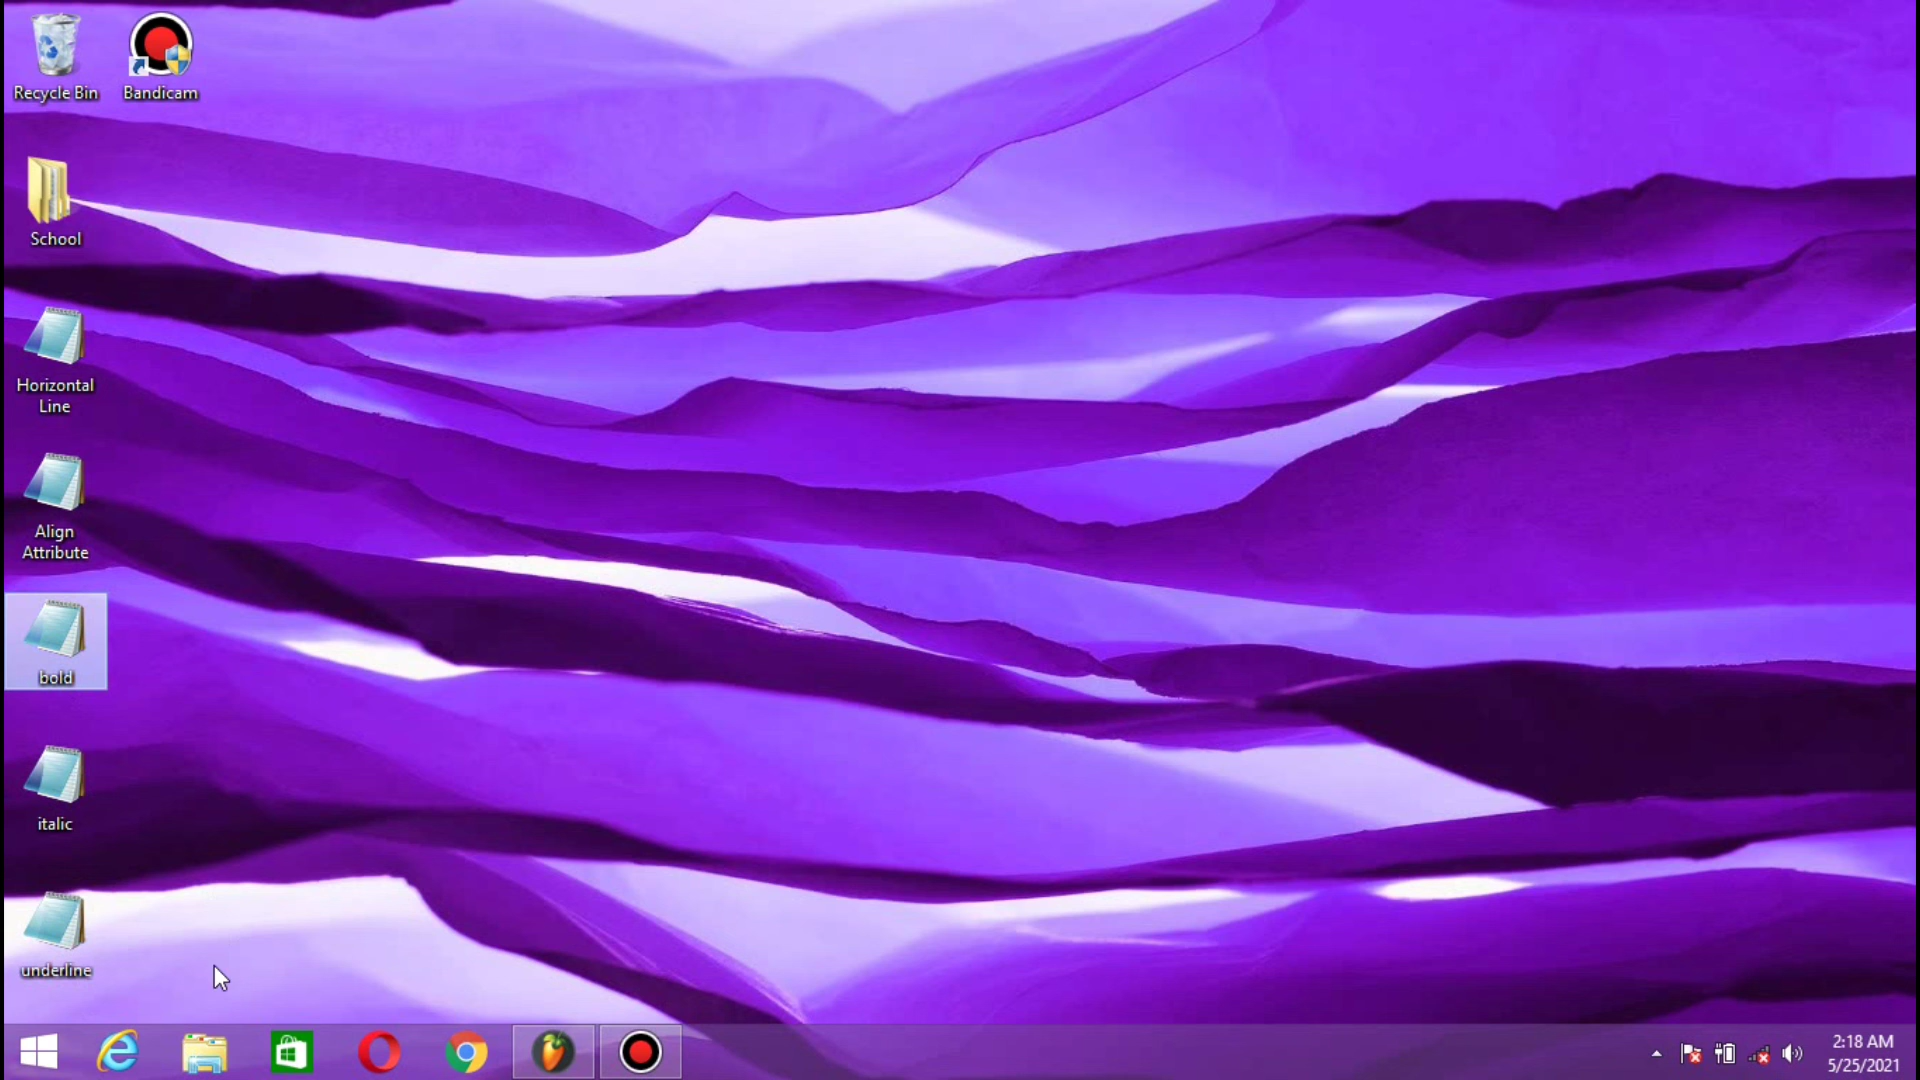 Recycle Bin
Bandicam
School
Horizontal
Line
Align
Attribute
bold
italic
underline
2:18 AM
5/25/2021